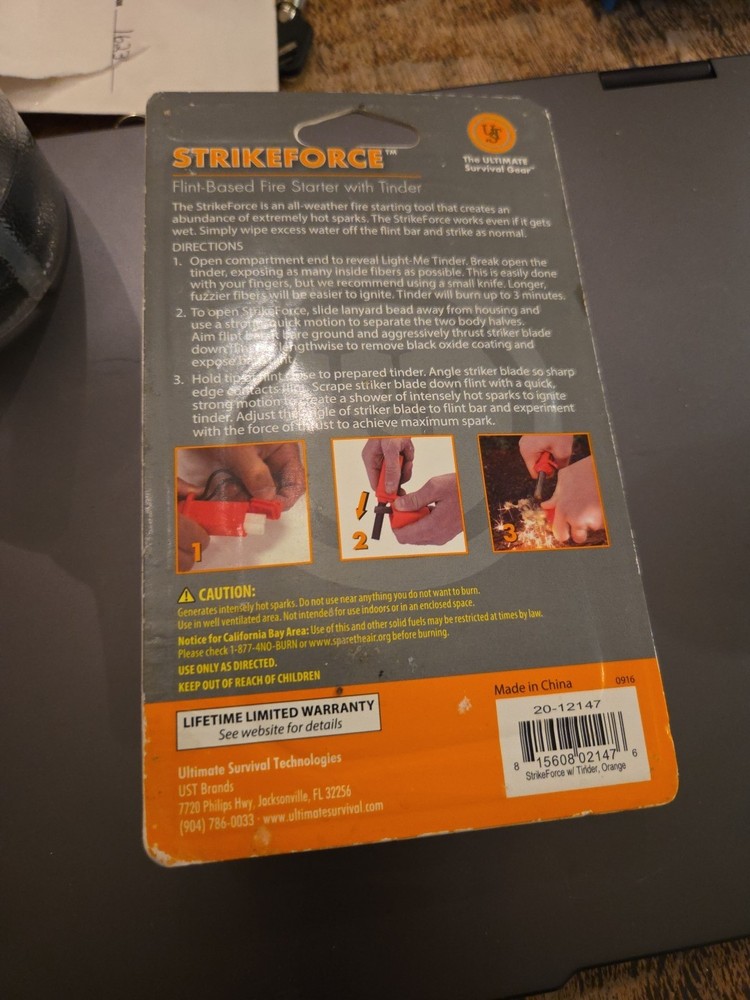 1623
STRIKEFORCE™
UST
The ULTIMATE
Survival Gear™
Flint-Based Fire Starter with Tinder
The StrikeForce is an all-weather fire starting tool that creates an
abundance of extremely hot sparks. The StrikeForce works even if it gets
wet. Simply wipe excess water off the flint bar and strike as normal.
DIRECTIONS
1. Open compartment end to reveal Light-Me Tinder. Break open the
tinder, exposing as many inside fibers as possible. This is easily done
with your fingers, but we recommend using a small knife. Longer,
fuzzier fibers will be easier to ignite. Tinder will burn up to 3 minutes.
2. To open StrikeForce, slide lanyard bead away from housing and
use a strong quick motion to separate the two body halves.
Aim flint bar at bare ground and aggressively thrust striker blade
down lengthwise to remove black oxide coating and
expose
3. Hold tip of flint close to prepared tinder. Angle striker blade so sharp
edge contacts flint. Scrape striker blade down flint with a quick,
strong motion to create a shower of intensely hot sparks to ignite
tinder. Adjust the angle of striker blade to flint bar and experiment
with the force of thrust to achieve maximum spark.
1
2
3
CAUTION:
Generates intensely hot sparks. Do not use near anything you do not want to burn.
Use in well ventilated area. Not intended for use indoors or in an enclosed space.
Notice for California Bay Area: Use of this and other solid fuels may be restricted at times by law.
Please check 1-877-4NO-BURN or www.sparetheair.org before burning.
USE ONLY AS DIRECTED.
KEEP OUT OF REACH OF CHILDREN
LIFETIME LIMITED WARRANTY
See website for details
Ultimate Survival Technologies
UST Brands
7720 Philips Hwy, Jacksonville, FL 32256
(904) 786-0033 · www.ultimatesurvival.com
Made in China
0916
20-12147
8 15608 02147 6
StrikeForce w/ Tinder, Orange